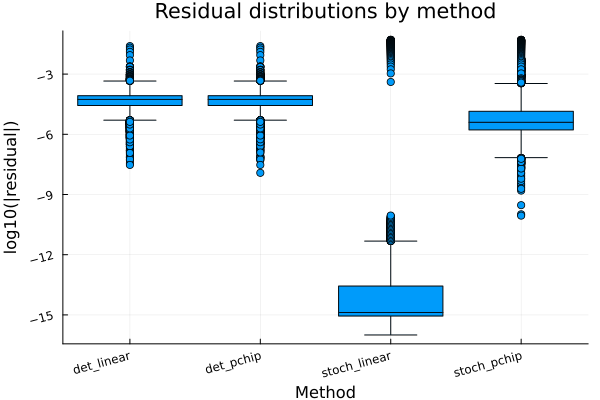 Residual distributions by method
log10(|residual|)
−3
−6
−9
−12
−15
det_linear
det_pchip
stoch_linear
stoch_pchip
Method